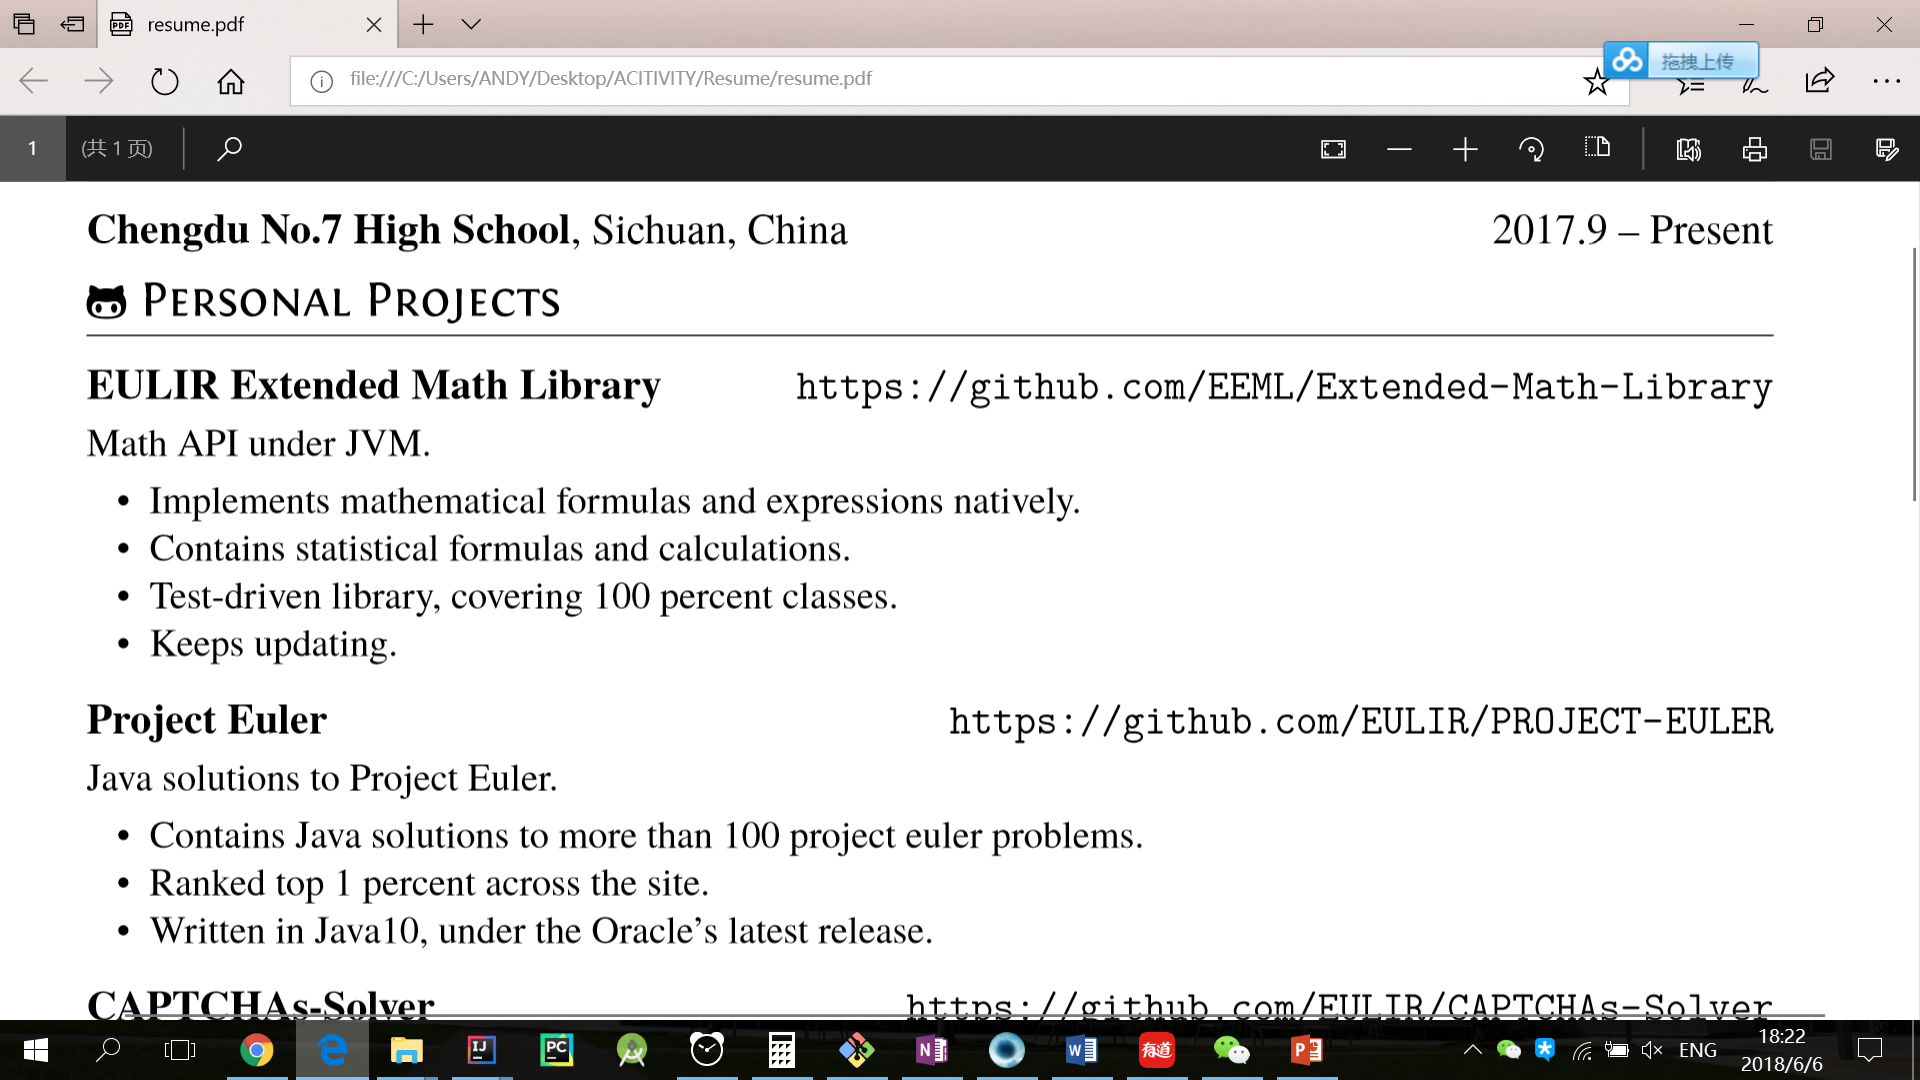 resume.pdf
file:///C:/Users/ANDY/Desktop/ACITIVITY/Resume/resume.pdf
拖拽上传
1
(共 1 页)
Chengdu No.7 High School, Sichuan, China 2017.9 – Present
PERSONAL PROJECTS
EULIR Extended Math Library https://github.com/EEML/Extended-Math-Library
Math API under JVM.
• Implements mathematical formulas and expressions natively.
• Contains statistical formulas and calculations.
• Test-driven library, covering 100 percent classes.
• Keeps updating.
Project Euler https://github.com/EULIR/PROJECT-EULER
Java solutions to Project Euler.
• Contains Java solutions to more than 100 project euler problems.
• Ranked top 1 percent across the site.
• Written in Java10, under the Oracle's latest release.
CAPTCHAs-Solver https://github.com/EULIR/CAPTCHAs-Solver
ENG
18:22
2018/6/6